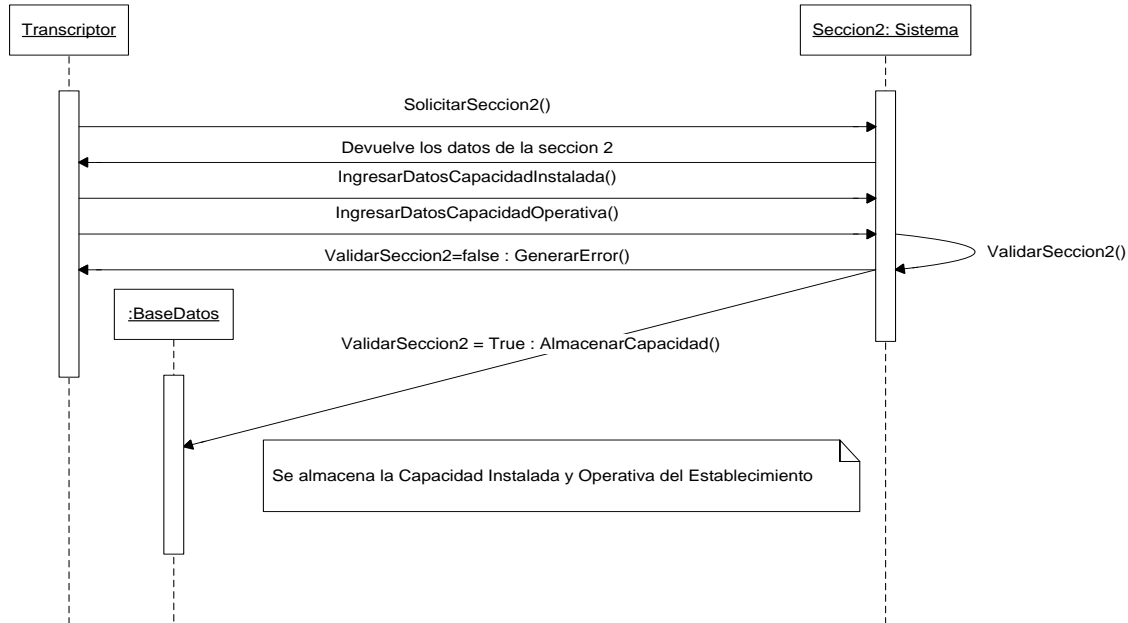 Transcriptor
Seccion2: Sistema
SolicitarSeccion2()
Devuelve los datos de la seccion 2
IngresarDatosCapacidadInstalada()
IngresarDatosCapacidadOperativa()
ValidarSeccion2=false : GenerarError()
ValidarSeccion2()
:BaseDatos
ValidarSeccion2 = True : AlmacenarCapacidad()
Se almacena la Capacidad Instalada y Operativa del Establecimiento